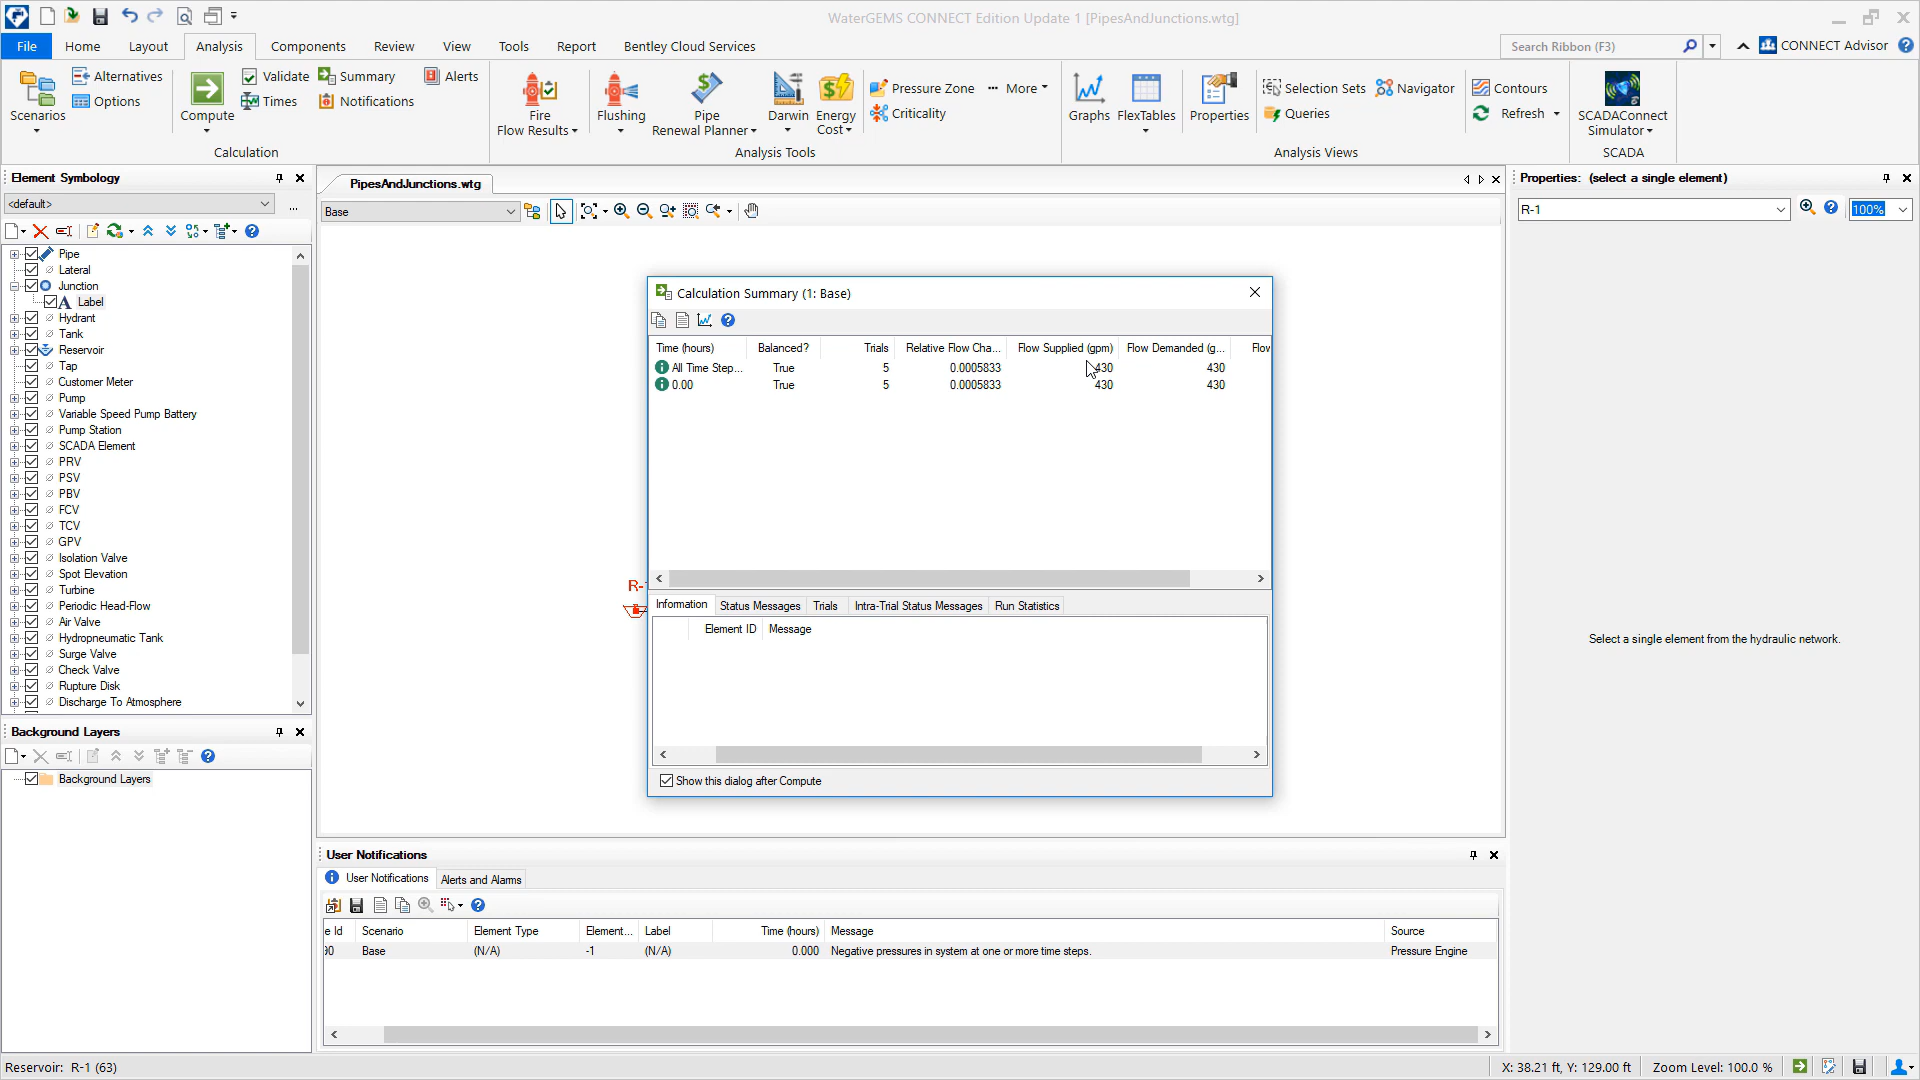 WaterGEMS CONNECT Edition Update 1 [PipesAndJunctions.wtg]
File Home Layout Analysis Components Review View Tools Report Bentley Cloud Services
Search Ribbon (F3) CONNECT Advisor
Scenarios
Alternatives
Options
Compute
Validate Summary Alerts
Times Notifications
Calculation
Fire
Flow Results
Flushing
Pipe
Renewal Planner
Darwin
Energy
Cost
Pressure Zone
Criticality
More
Analysis Tools
Graphs
FlexTables
Properties
Selection Sets
Queries
Navigator
Contours
Refresh
Analysis Views
SCADAConnect
Simulator
SCADA
Element Symbology
<default>
...
Pipe
Lateral
Junction
Label
Hydrant
Tank
Reservoir
Tap
Customer Meter
Pump
Variable Speed Pump Battery
Pump Station
SCADA Element
PRV
PSV
PBV
FCV
TCV
GPV
Isolation Valve
Spot Elevation
Turbine
Periodic Head-Flow
Air Valve
Hydropneumatic Tank
Surge Valve
Check Valve
Rupture Disk
Discharge To Atmosphere
Background Layers
Background Layers
PipesAndJunctions.wtg
Base
R-
Calculation Summary (1: Base)
Time (hours) Balanced? Trials Relative Flow Cha... Flow Supplied (gpm) Flow Demanded (g... Flow
All Time Step... True 5 0.0005833 430 430
0.00 True 5 0.0005833 430 430
Information Status Messages Trials Intra-Trial Status Messages Run Statistics
Element ID Message
Show this dialog after Compute
Properties: (select a single element)
R-1
100%
Select a single element from the hydraulic network.
User Notifications
User Notifications Alerts and Alarms
e Id Scenario Element Type Element... Label Time (hours) Message Source
Base (N/A) -1 (N/A) 0.000 Negative pressures in system at one or more time steps. Pressure Engine
Reservoir: R-1 (63)
X: 38.21 ft, Y: 129.00 ft Zoom Level: 100.0 %